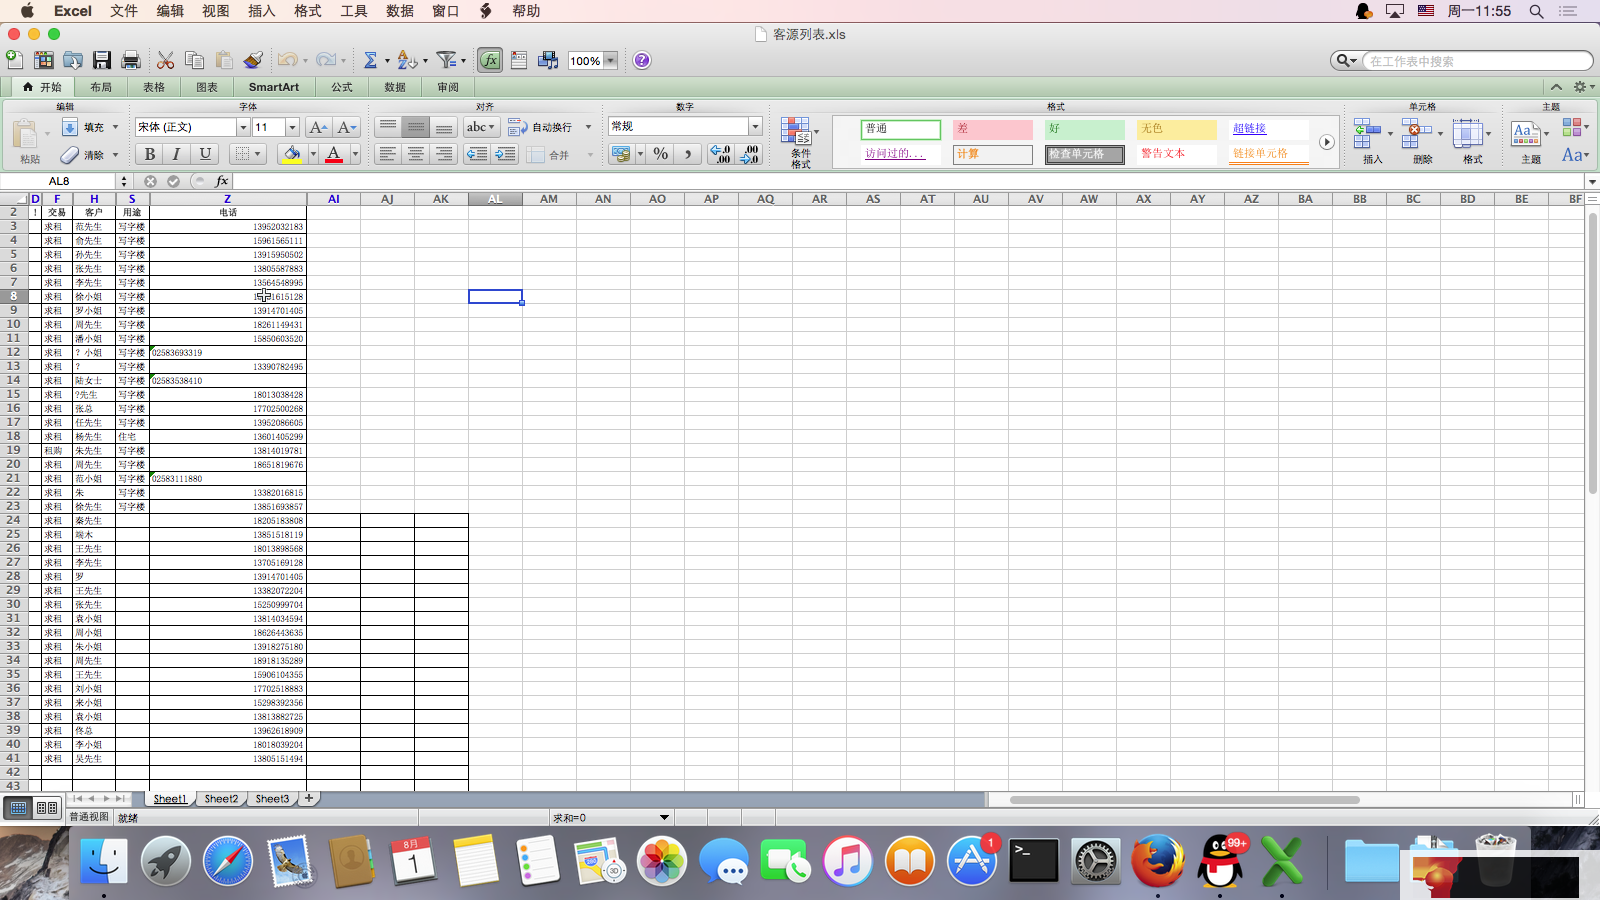 Excel 文件 编辑 视图 插入 格式 工具 数据 窗口 帮助 周一11:55
客源列表.xls
100% 在工作表中搜索
开始 布局 表格 图表 SmartArt 公式 数据 审阅
编辑 字体 对齐 数字 格式 单元格 主题
粘贴 填充 清除
宋体 (正文) 11
B I U
abc 自动换行 合并
常规
条件格式
普通 差 好 无色 超链接
访问过的... 计算 检查单元格 警告文本 链接单元格
插入 删除 格式 主题 Aa
AL8 fx
D F H S Z AI AJ AK AL AM AN AO AP AQ AR AS AT AU AV AW AX AY AZ BA BB BC BD BE BF
2 ! 交易 客户 用途 电话
3 求租 范先生 写字楼 13952032183
4 求租 俞先生 写字楼 15961565111
5 求租 孙先生 写字楼 13915950502
6 求租 张先生 写字楼 13805587883
7 求租 李先生 写字楼 13564548995
8 求租 徐小姐 写字楼
9 求租 罗小姐 写字楼 13914701405
10 求租 周先生 写字楼 18261149431
11 求租 潘小姐 写字楼 15850603520
12 求租 ？小姐 写字楼 02583693319
13 求租 ？ 写字楼 13390782495
14 求租 陆女士 写字楼 02583538410
15 求租 ?先生 写字楼 18013038428
16 求租 张总 写字楼 17702500268
17 求租 任先生 写字楼 13952086605
18 求租 杨先生 住宅 13601405299
19 租购 朱先生 写字楼 13814019781
20 求租 周先生 写字楼 18651819676
21 求租 范小姐 写字楼 02583111880
22 求租 朱 写字楼 13382016815
23 求租 徐先生 写字楼 13851693857
24 求租 秦先生 18205183808
25 求租 端木 13851518119
26 求租 王先生 18013898568
27 求租 李先生 13705169128
28 求租 罗 13914701405
29 求租 王先生 13382072204
30 求租 张先生 15250999704
31 求租 袁小姐 13814034594
32 求租 周小姐 18626443635
33 求租 朱小姐 13918275180
34 求租 周先生 18918135289
35 求租 王先生 15906104355
36 求租 刘小姐 17702518883
37 求租 米小姐 15298392356
38 求租 袁小姐 13813882725
39 求租 佟总 13962618909
40 求租 李小姐 18018039204
41 求租 吴先生 13805151494
42
43
Sheet1 Sheet2 Sheet3
普通视图 就绪 求和=0
8月
1
280
3D
1
99+